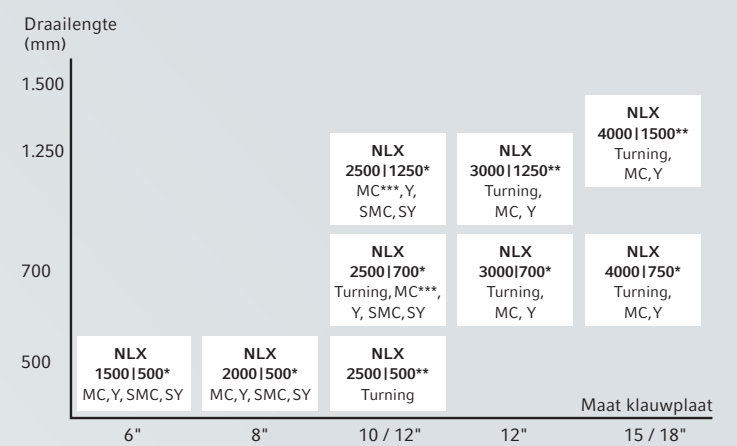 Draailengte
(mm)
1.500
NLX
4000|1500**
Turning,
MC,Y
1.250
NLX
2500|1250*
MC***,Y,
SMC,SY
NLX
3000|1250**
Turning,
MC, Y
700
NLX
2500|700*
Turning,MC***,
Y, SMC,SY
NLX
3000|700*
Turning,
MC, Y
NLX
4000|750*
Turning,
MC,Y
500
NLX
1500|500*
MC,Y, SMC,SY
NLX
2000|500*
MC,Y, SMC,SY
NLX
2500|500**
Turning
Maat klauwplaat
6" 8" 10 / 12" 12" 15 / 18"